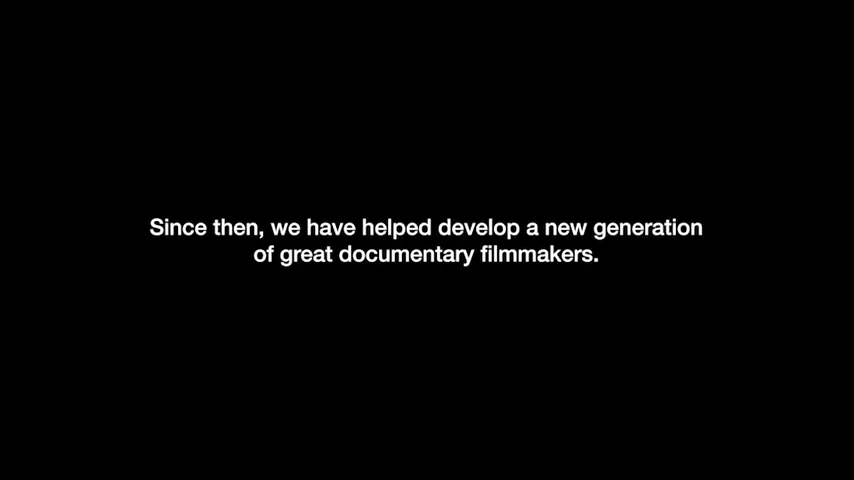 Since then, we have helped develop a new generation
of great documentary filmmakers.